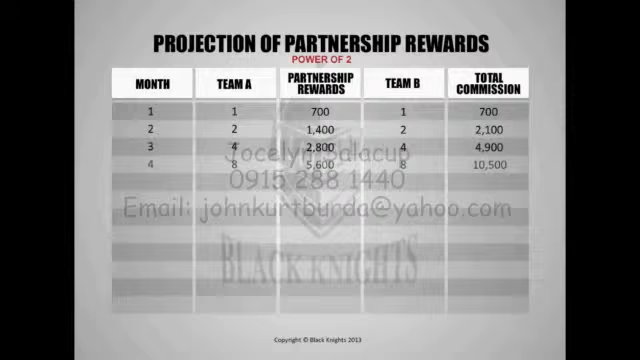 PROJECTION OF PARTNERSHIP REWARDS
POWER OF 2
MONTH TEAM A PARTNERSHIP REWARDS TEAM B TOTAL COMMISSION
1 1 700 1 700
2 2 1,400 2 2,100
3 4 2,800 4 4,900
4 8 5,600 8 10,500
Jocelyn Salacup
0915 288 1440
Email: johnkurtburda@yahoo.com
BLACK KNIGHTS
Copyright © Black Knights 2013